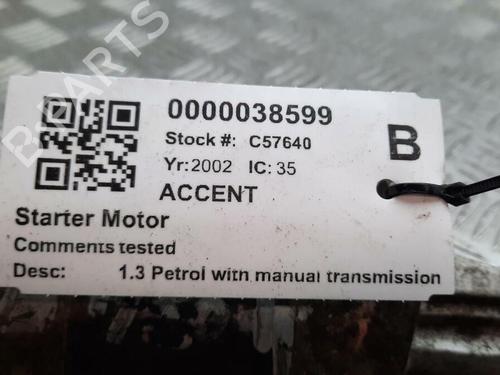 0000038599
Stock #: C57640
B
Yr: 2002 IC: 35
ACCENT
Starter Motor
Comments tested
Desc: 1.3 Petrol with manual transmission
B-PARTS